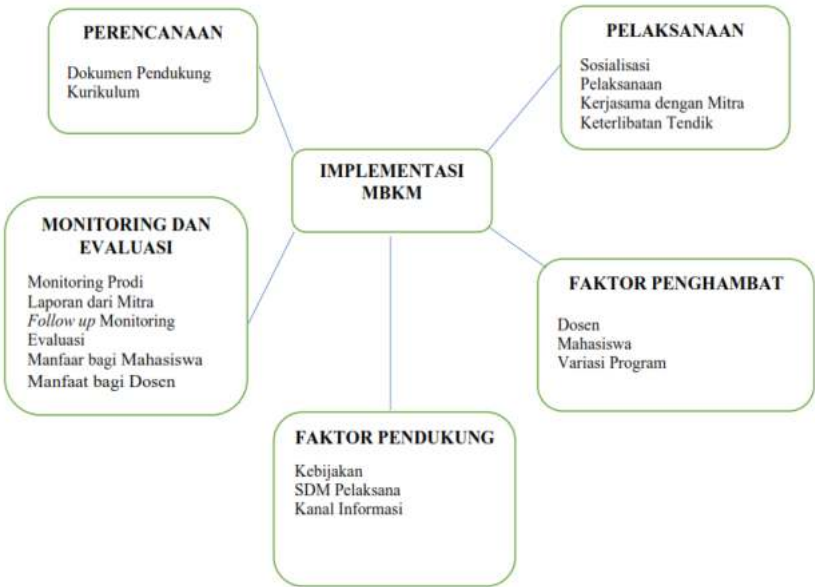 PERENCANAAN
Dokumen Pendukung
Kurikulum
PELAKSANAAN
Sosialisasi
Pelaksanaan
Kerjasama dengan Mitra
Keterlibatan Tendik
IMPLEMENTASI
MBKM
MONITORING DAN
EVALUASI
Monitoring Prodi
Laporan dari Mitra
Follow up Monitoring
Evaluasi
Manfaar bagi Mahasiswa
Manfaat bagi Dosen
FAKTOR PENGHAMBAT
Dosen
Mahasiswa
Variasi Program
FAKTOR PENDUKUNG
Kebijakan
SDM Pelaksana
Kanal Informasi